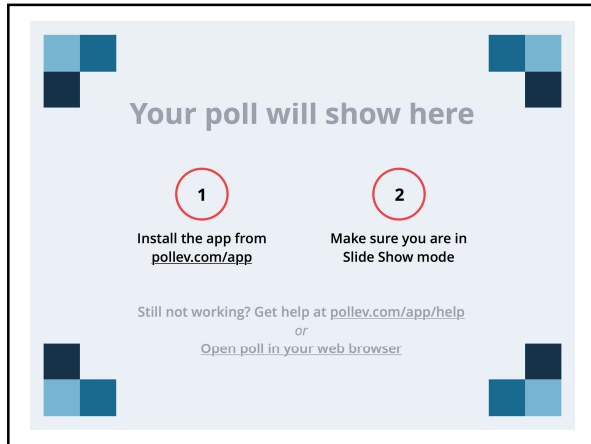 Your poll will show here
1
2
Install the app from
pollev.com/app
Make sure you are in
Slide Show mode
Still not working? Get help at pollev.com/app/help
or
Open poll in your web browser